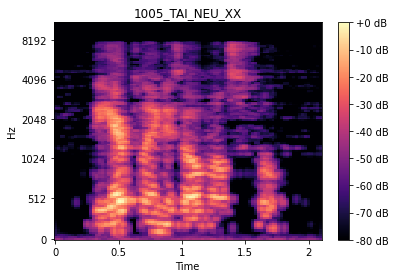 1005_TAI_NEU_XX
+0 dB
8192
-10 dB
4096
-20 dB
-30 dB
2048
Hz
-40 dB
1024
-50 dB
512
-60 dB
-70 dB
0
-80 dB
0 0.5 1 1.5 2
Time